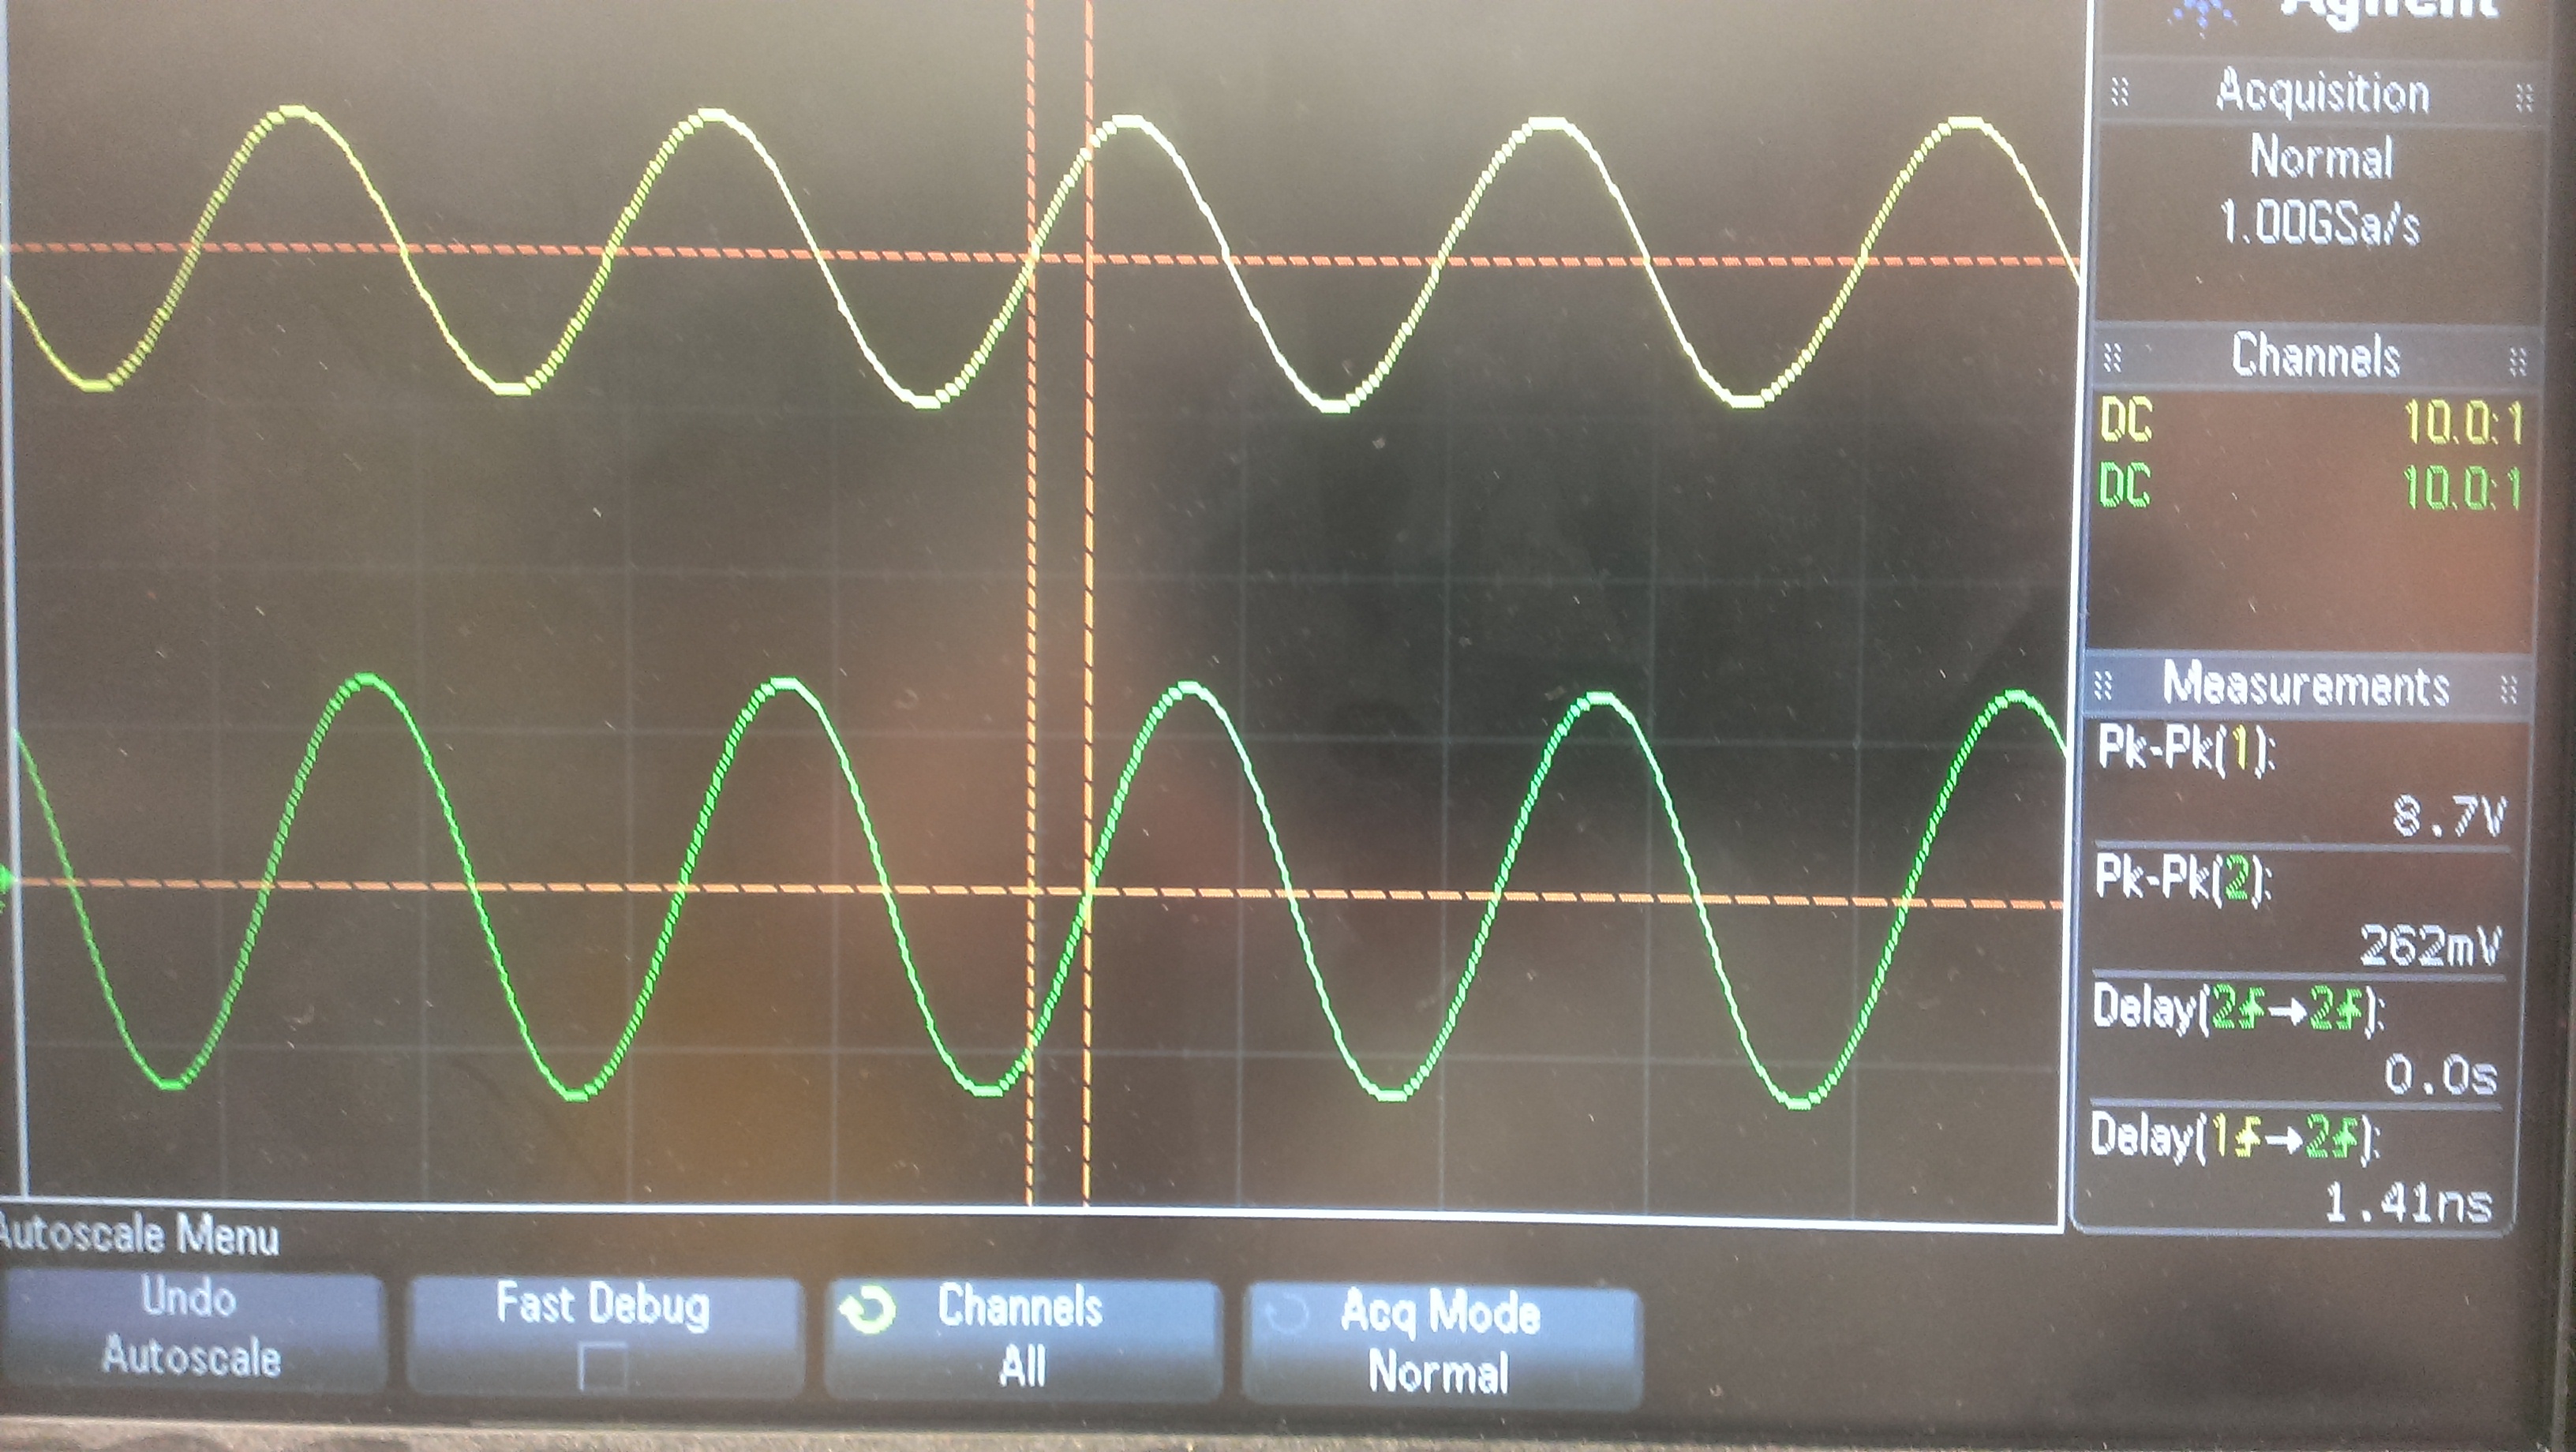 Agilent
Acquisition
Normal
1.00GSa/s
Channels
DC 10.0:1
DC 10.0:1
Measurements
Pk-Pk(1):
8.7V
Pk-Pk(2):
262mV
Delay(2→2):
0.0s
Delay(1→2):
1.41ns
Autoscale Menu
Undo
Autoscale
Fast Debug
Channels
All
Acq Mode
Normal